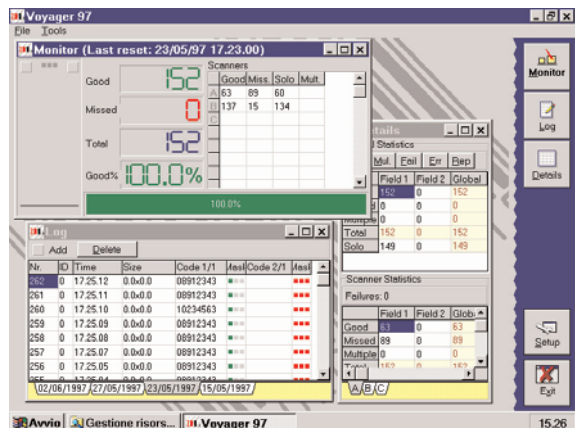 Voyager 97
File Tools
Monitor (Last reset: 23/05/97 17.23.00)
Good 152
Missed 0
Total 152
Good% 100.0%
100.0%
Scanners
Good Miss. Solo Mult.
A 63 89 60
B 137 15 134
C
Monitor
Log
Details
Setup
Exit
Statistics
Mul. Fail Err Rep
Field 1 Field 2 Global
152 0 152
0 0 0
0 0
Total 152 0 152
Solo 149 0 149
Scanner Statistics
Failures: 0
Field 1 Field 2
Good 63 0 63
Missed 89 0 89
Multiple 0 0 0
Total 152 0 152
A B C
Log
Add Delete
Nr. ID Time Size Code 1/1 Code 2/1
262 0 17.25.12 0.0x0.0 08912343
261 0 17.25.11 0.0x0.0 08912343
260 0 17.25.10 0.0x0.0 10234563
259 0 17.25.09 0.0x0.0 08912343
258 0 17.25.08 0.0x0.0 08912343
257 0 17.25.07 0.0x0.0 08912343
256 0 17.25.05 0.0x0.0 08912343
02/06/1997 27/05/1997 23/05/1997 15/05/1997
Avvio Gestione risors... Voyager 97 15.26